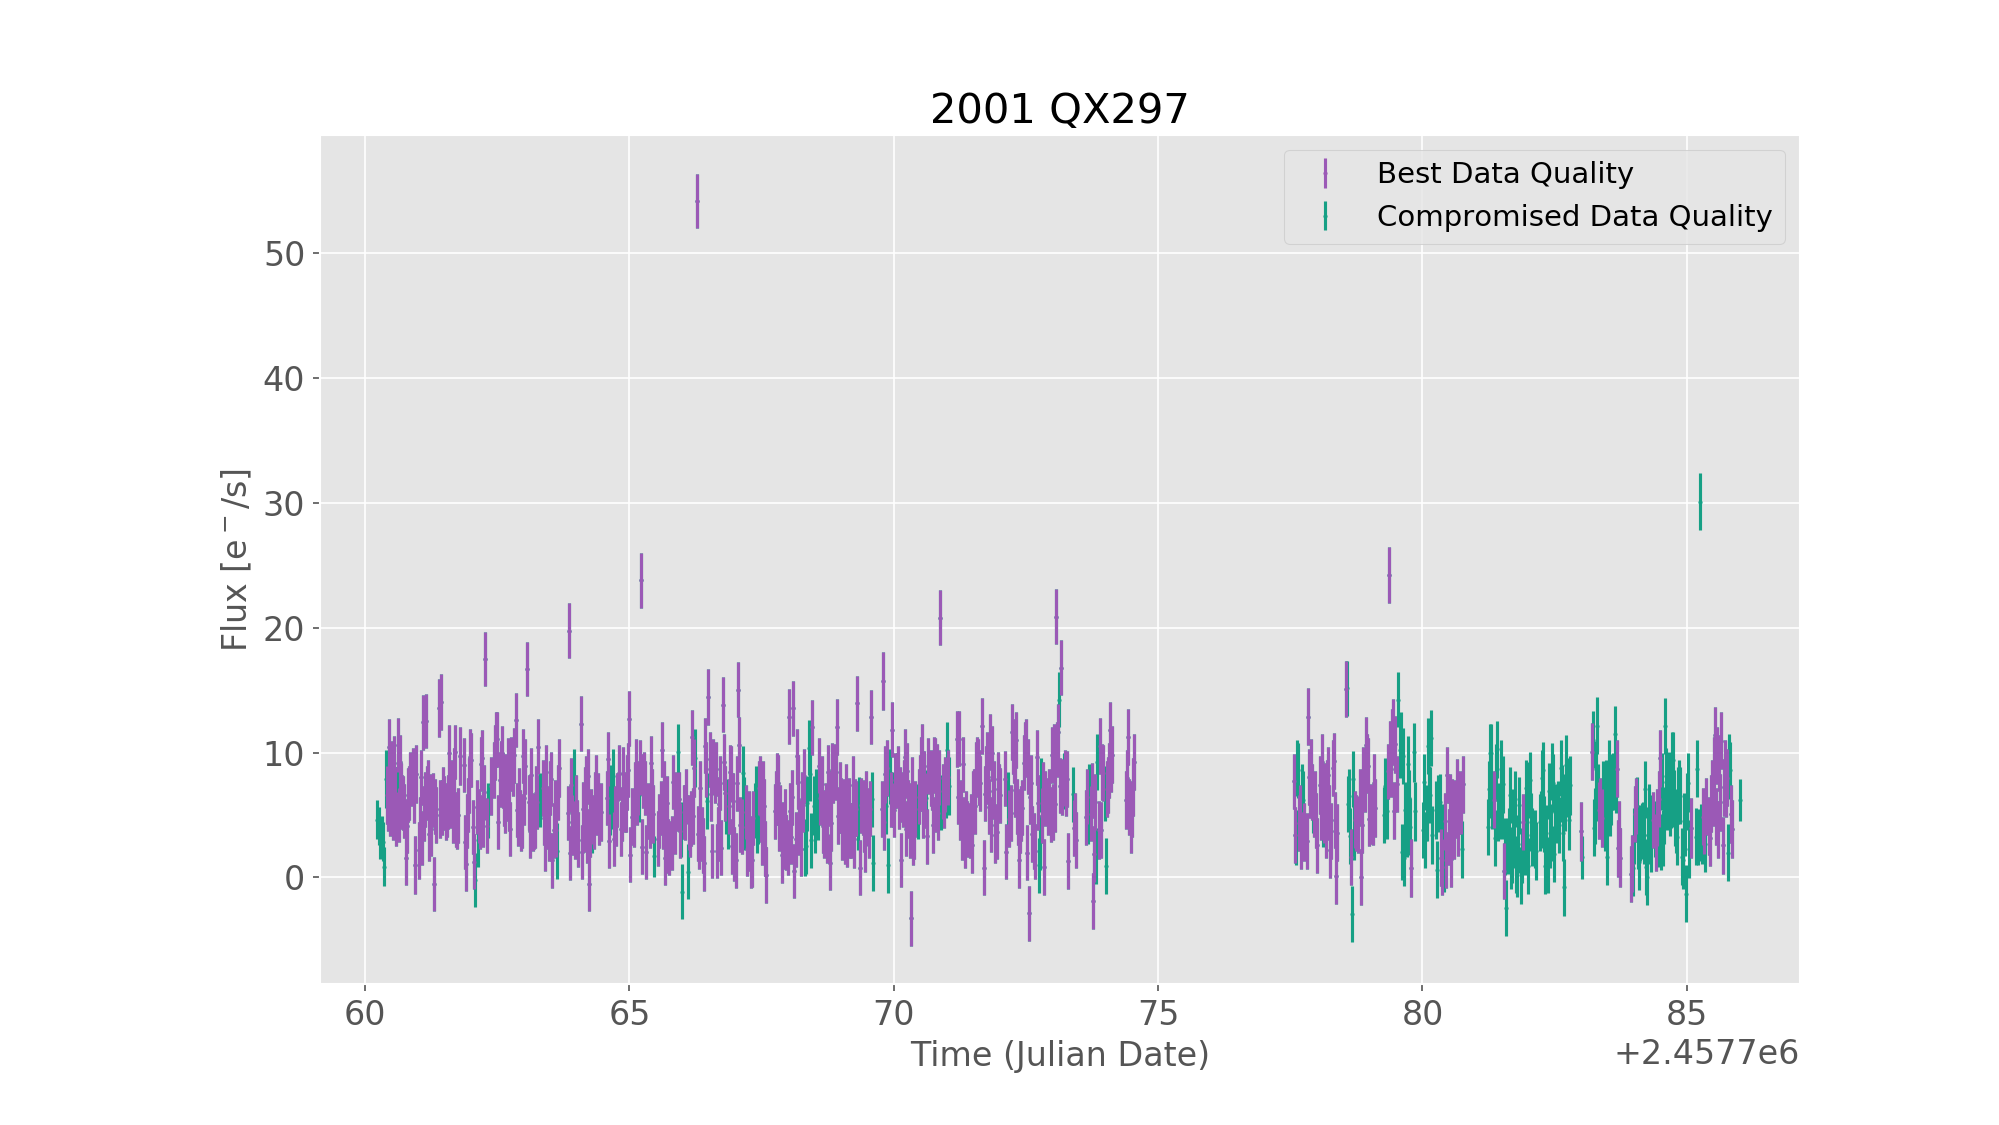 2001 QX297
Best Data Quality
Compromised Data Quality
50
40
30
20
10
0
Flux [e⁻/s]
60 65 70 75 80 85
Time (Julian Date)
+2.4577e6